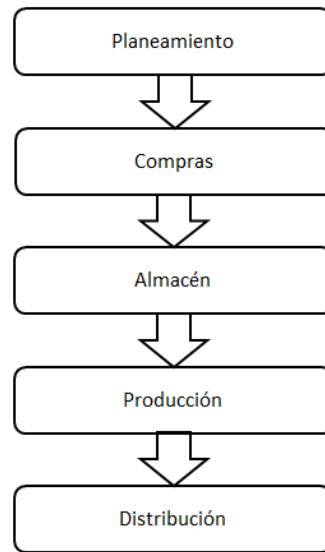 Planeamiento
Compras
Almacén
Producción
Distribución